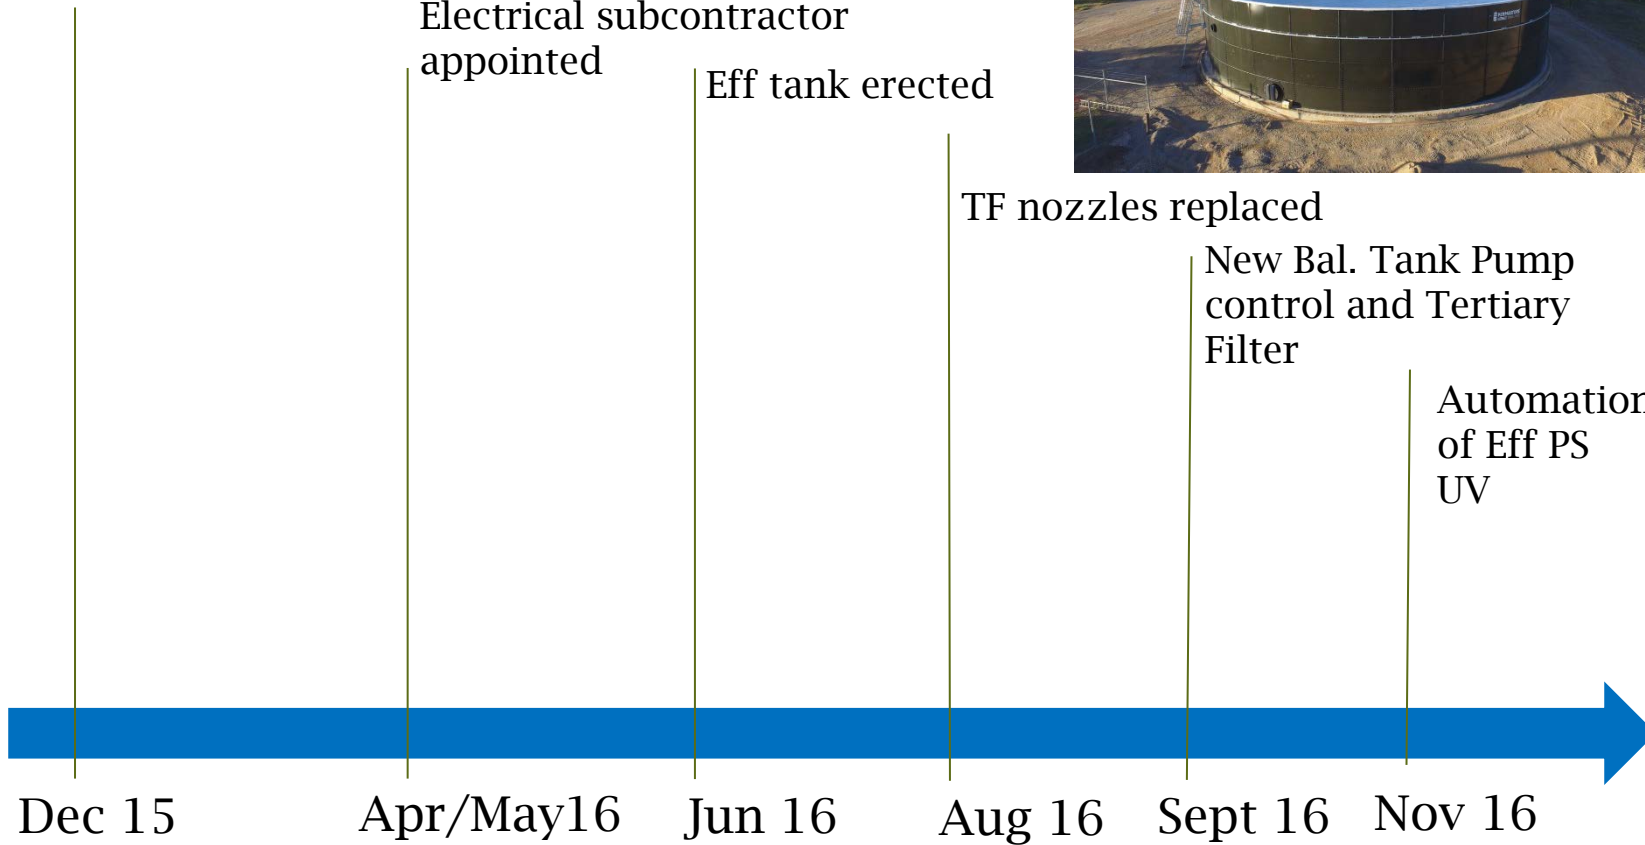 Electrical subcontractor
appointed
Eff tank erected
TF nozzles replaced
New Bal. Tank Pump
control and Tertiary
Filter
Automation
of Eff PS
UV
Dec 15
Apr/May16
Jun 16
Aug 16
Sept 16
Nov 16